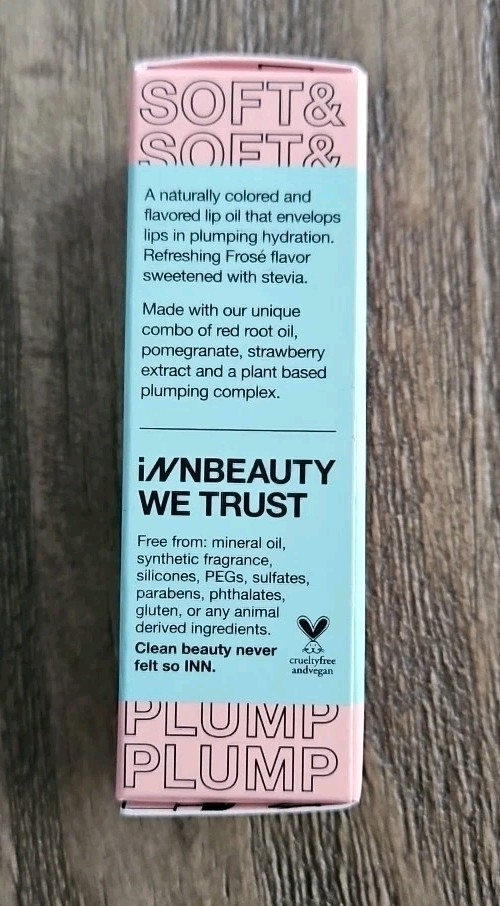 SOFT&
SOFT&
A naturally colored and
flavored lip oil that envelops
lips in plumping hydration.
Refreshing Frosé flavor
sweetened with stevia.
Made with our unique
combo of red root oil,
pomegranate, strawberry
extract and a plant based
plumping complex.
iNNBEAUTY
WE TRUST
Free from: mineral oil,
synthetic fragrance,
silicones, PEGs, sulfates,
parabens, phthalates,
gluten, or any animal
derived ingredients.
Clean beauty never
felt so INN.
crueltyfree
andvegan
PLUMP
PLUMP